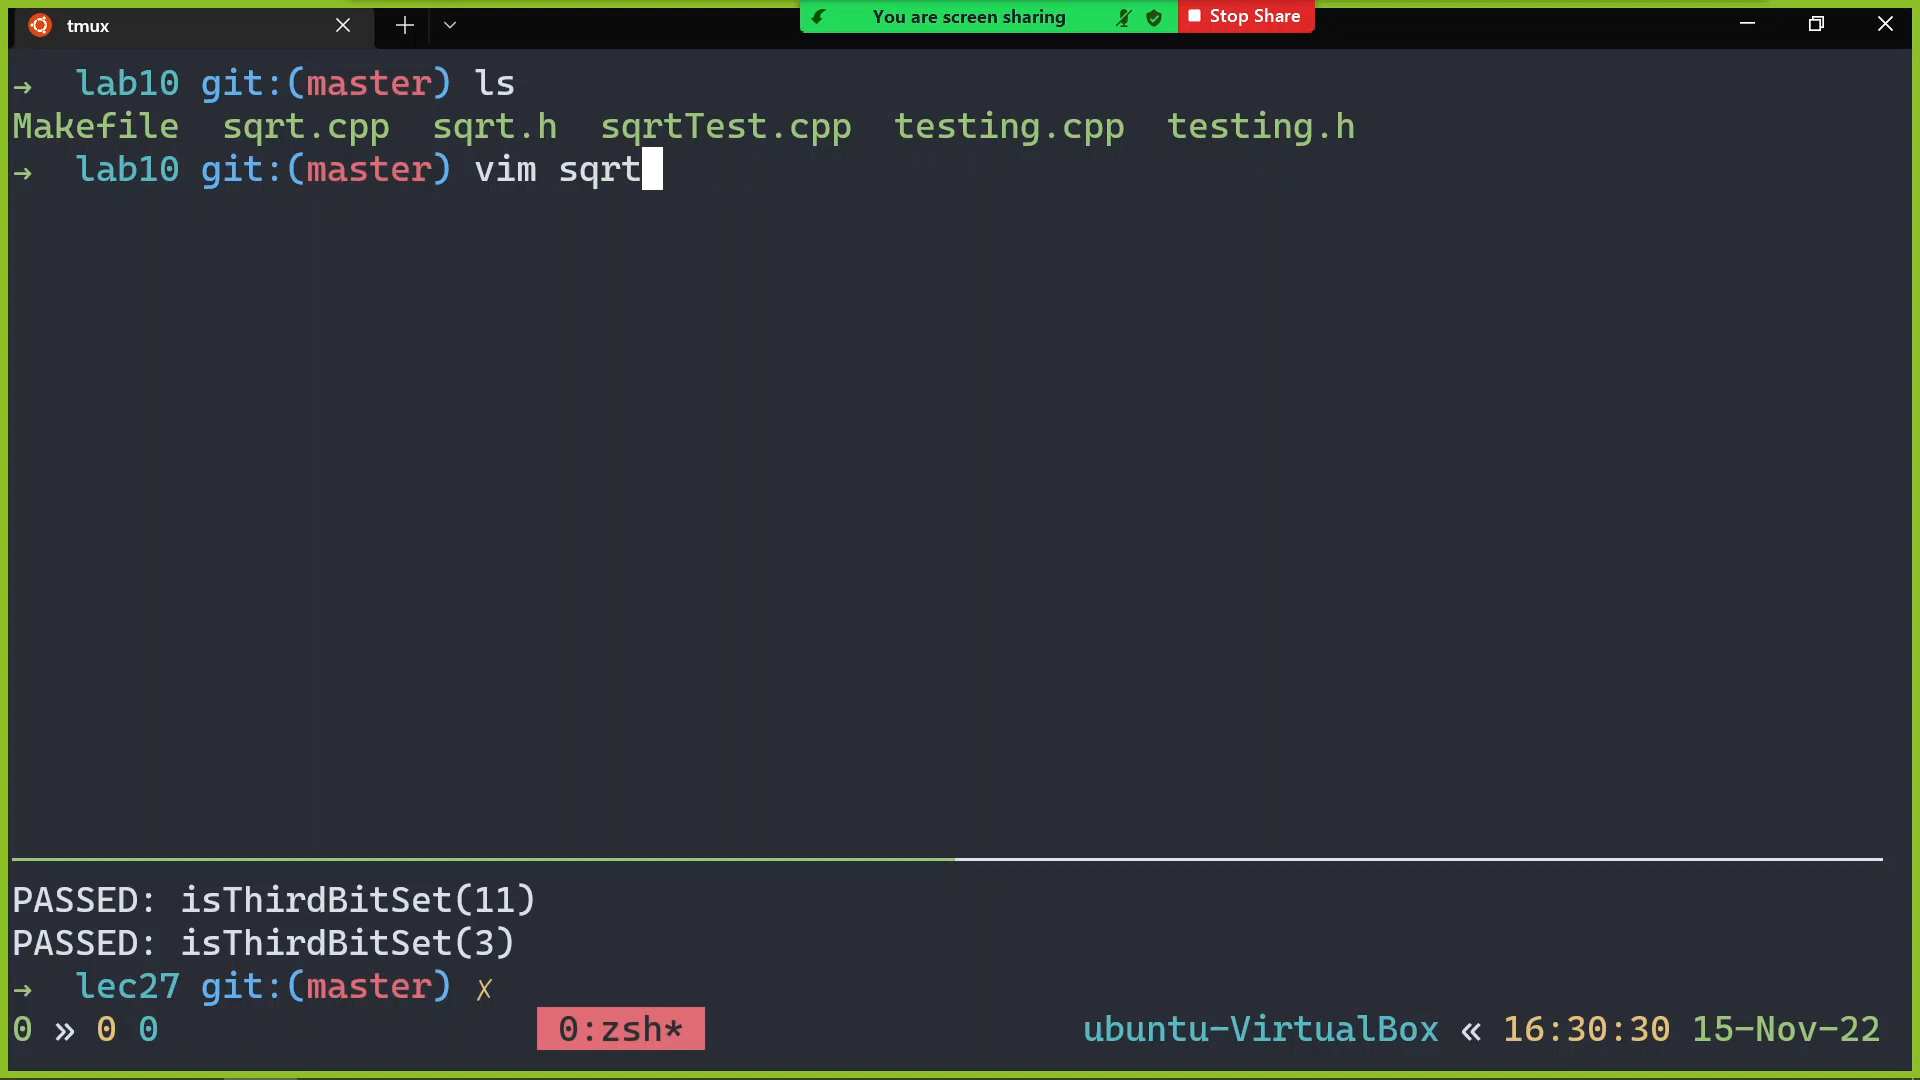 tmux
You are screen sharing
Stop Share
→ lab10 git:(master) ls
Makefile sqrt.cpp sqrt.h sqrtTest.cpp testing.cpp testing.h
→ lab10 git:(master) vim sqrt
PASSED: isThirdBitSet(11)
PASSED: isThirdBitSet(3)
→ lec27 git:(master) ✗
0 » 0 0 0:zsh* ubuntu-VirtualBox « 16:30:30 15-Nov-22